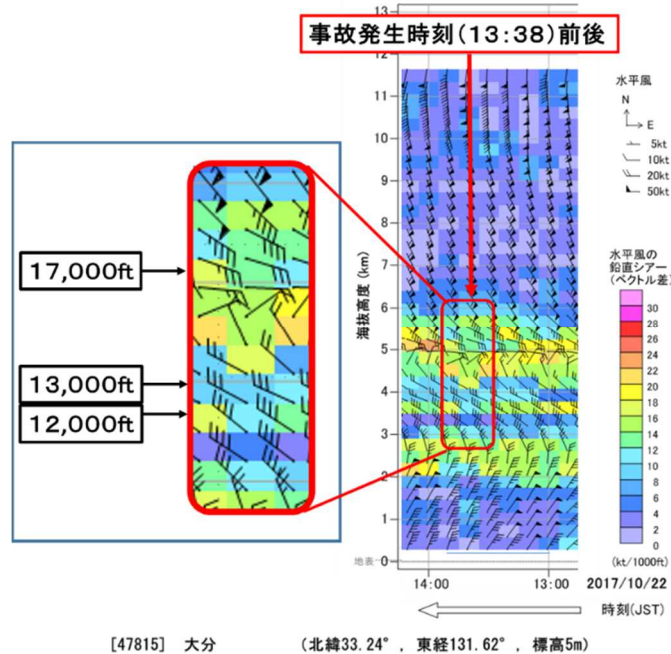 事故発生時刻(13:38)前後
17,000ft
13,000ft
12,000ft
海抜高度 (km)
13
12
11
10
9
8
7
6
5
4
3
2
1
0
地表
14:00
13:00
2017/10/22
時刻(JST)
水平風
N
E
5kt
10kt
20kt
50kt
水平風の
鉛直シアー
(ベクトル差)
30
28
26
24
22
20
18
16
14
12
10
8
6
4
2
0
(kt/1000ft)
[47815] 大分 (北緯33.24°, 東経131.62°, 標高5m)